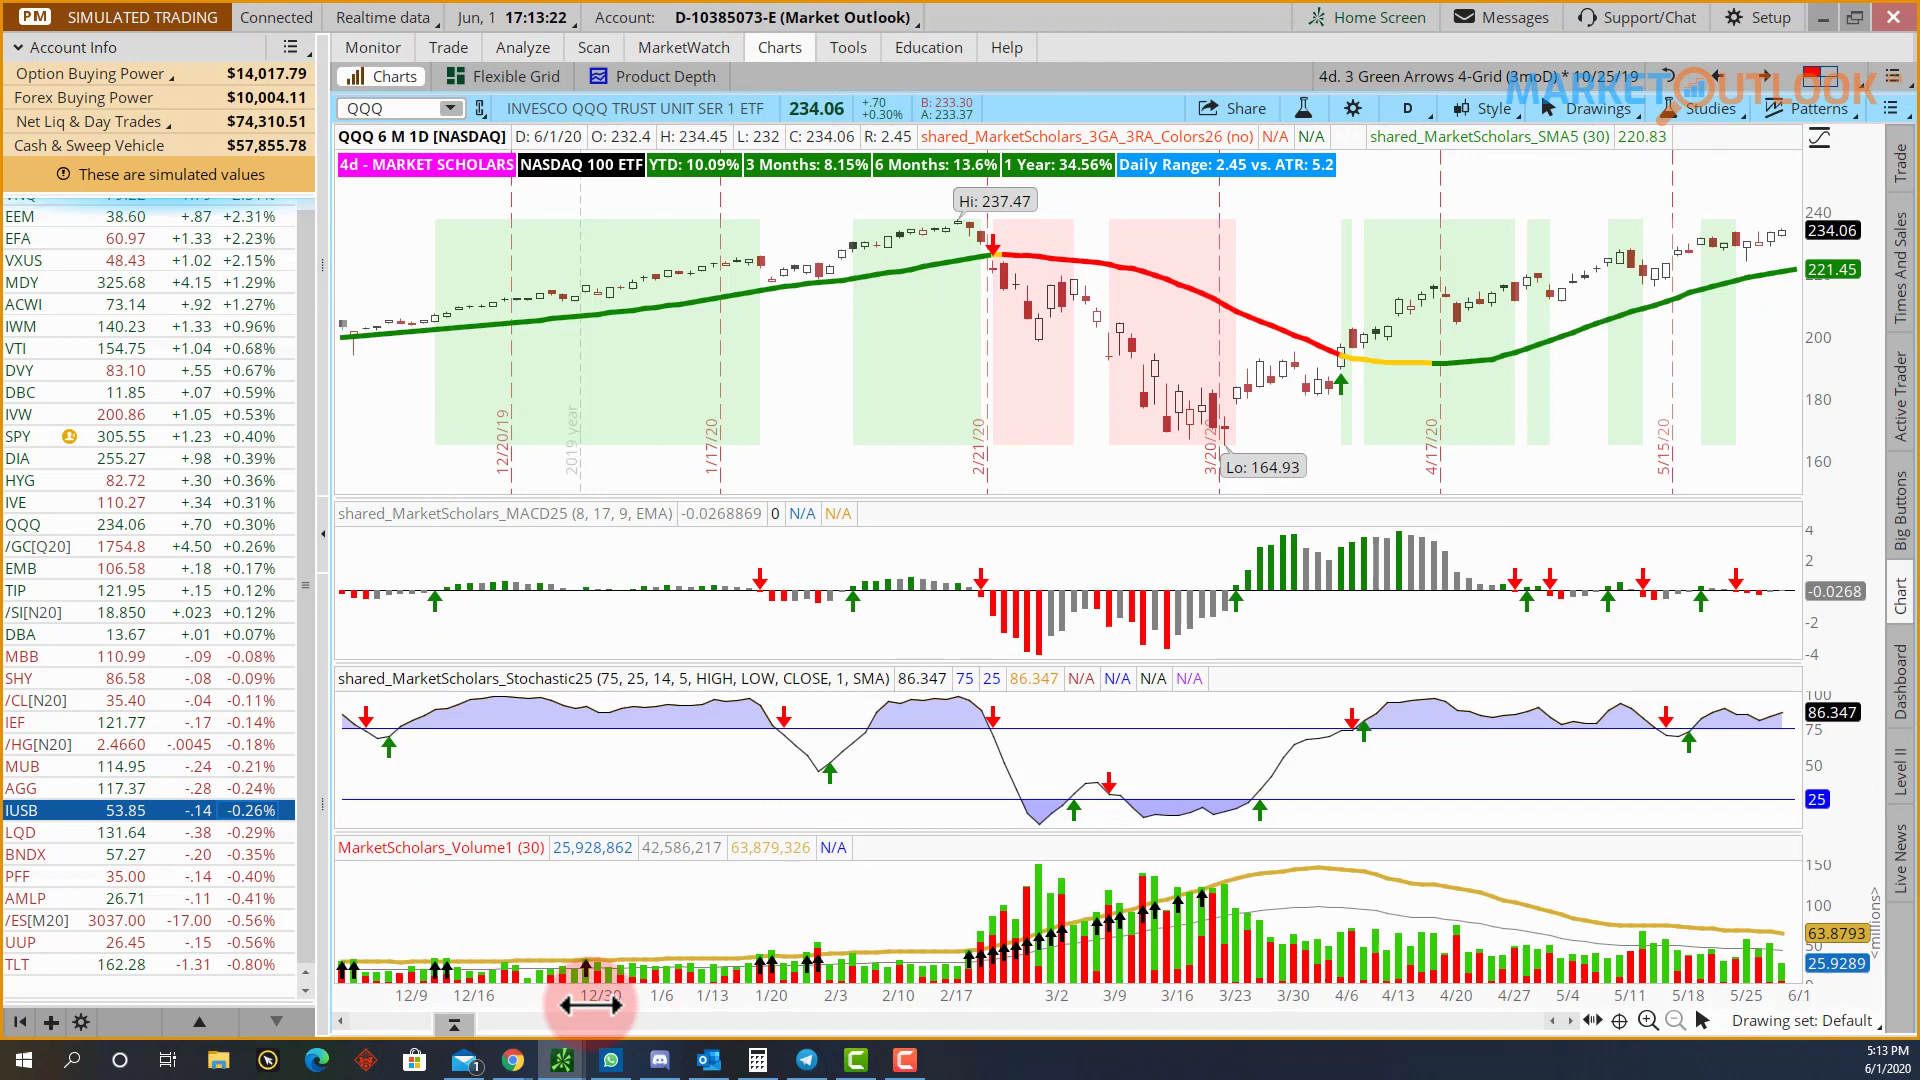 PM SIMULATED TRADING Connected Realtime data Jun, 1 17:13:22 Account: D-10385073-E (Market Outlook) Home Screen Messages Support/Chat Setup
Account Info
Option Buying Power $14,017.79
Forex Buying Power $10,004.11
Net Liq & Day Trades $74,310.51
Cash & Sweep Vehicle $57,855.78
These are simulated values
EEM 38.60 +.87 +2.31%
EFA 60.97 +1.33 +2.23%
VXUS 48.43 +1.02 +2.15%
MDY 325.68 +4.15 +1.29%
ACWI 73.14 +.92 +1.27%
IWM 140.23 +1.33 +0.96%
VTI 154.75 +1.04 +0.68%
DVY 83.10 +.55 +0.67%
DBC 11.85 +.07 +0.59%
IVW 200.86 +1.05 +0.53%
SPY 305.55 +1.23 +0.40%
DIA 255.27 +.98 +0.39%
HYG 82.72 +.30 +0.36%
IVE 110.27 +.34 +0.31%
QQQ 234.06 +.70 +0.30%
/GC[Q20] 1754.8 +4.50 +0.26%
EMB 106.58 +.18 +0.17%
TIP 121.95 +.15 +0.12%
/SI[N20] 18.850 +.023 +0.12%
DBA 13.67 +.01 +0.07%
MBB 110.99 -.09 -0.08%
SHY 86.58 -.08 -0.09%
/CL[N20] 35.40 -.04 -0.11%
IEF 121.77 -.17 -0.14%
/HG[N20] 2.4660 -.0045 -0.18%
MUB 114.95 -.24 -0.21%
AGG 117.37 -.28 -0.24%
IUSB 53.85 -.14 -0.26%
LQD 131.64 -.38 -0.29%
BNDX 57.27 -.20 -0.35%
PFF 35.00 -.14 -0.40%
AMLP 26.71 -.11 -0.41%
/ES[M20] 3037.00 -17.00 -0.56%
UUP 26.45 -.15 -0.56%
TLT 162.28 -1.31 -0.80%
Monitor Trade Analyze Scan MarketWatch Charts Tools Education Help
Charts Flexible Grid Product Depth 4d. 3 Green Arrows 4-Grid (3moD) * 10/25/19
MARKETOUTLOOK
QQQ INVESCO QQQ TRUST UNIT SER 1 ETF 234.06 +.70 +0.30% B: 233.30 A: 233.37 Share D Style Drawings Studies Patterns
QQQ 6 M 1D [NASDAQ] D: 6/1/20 O: 232.4 H: 234.45 L: 232 C: 234.06 R: 2.45 shared_MarketScholars_3GA_3RA_Colors26 (no) N/A N/A shared_MarketScholars_SMA5 (30) 220.83
4d - MARKET SCHOLARS NASDAQ 100 ETF YTD: 10.09% 3 Months: 8.15% 6 Months: 13.6% 1 Year: 34.56% Daily Range: 2.45 vs. ATR: 5.2
Hi: 237.47
Lo: 164.93
240
234.06
221.45
200
180
160
12/20/19
2019 year
1/17/20
2/21/20
3/20/20
4/17/20
5/15/20
shared_MarketScholars_MACD25 (8, 17, 9, EMA) -0.0268869 0 N/A N/A
4
2
-0.0268
-2
-4
shared_MarketScholars_Stochastic25 (75, 25, 14, 5, HIGH, LOW, CLOSE, 1, SMA) 86.347 75 25 86.347 N/A N/A N/A N/A
100
86.347
75
50
25
MarketScholars_Volume1 (30) 25,928,862 42,586,217 63,879,326 N/A
150
100
63.8793
50
25.9289
<millions>
12/9 12/16 12/30 1/6 1/13 1/20 2/3 2/10 2/17 3/2 3/9 3/16 3/23 3/30 4/6 4/13 4/20 4/27 5/4 5/11 5/18 5/25 6/1
Drawing set: Default
Trade
Times And Sales
Active Trader
Big Buttons
Chart
Dashboard
Level II
Live News
1
5:13 PM
6/1/2020